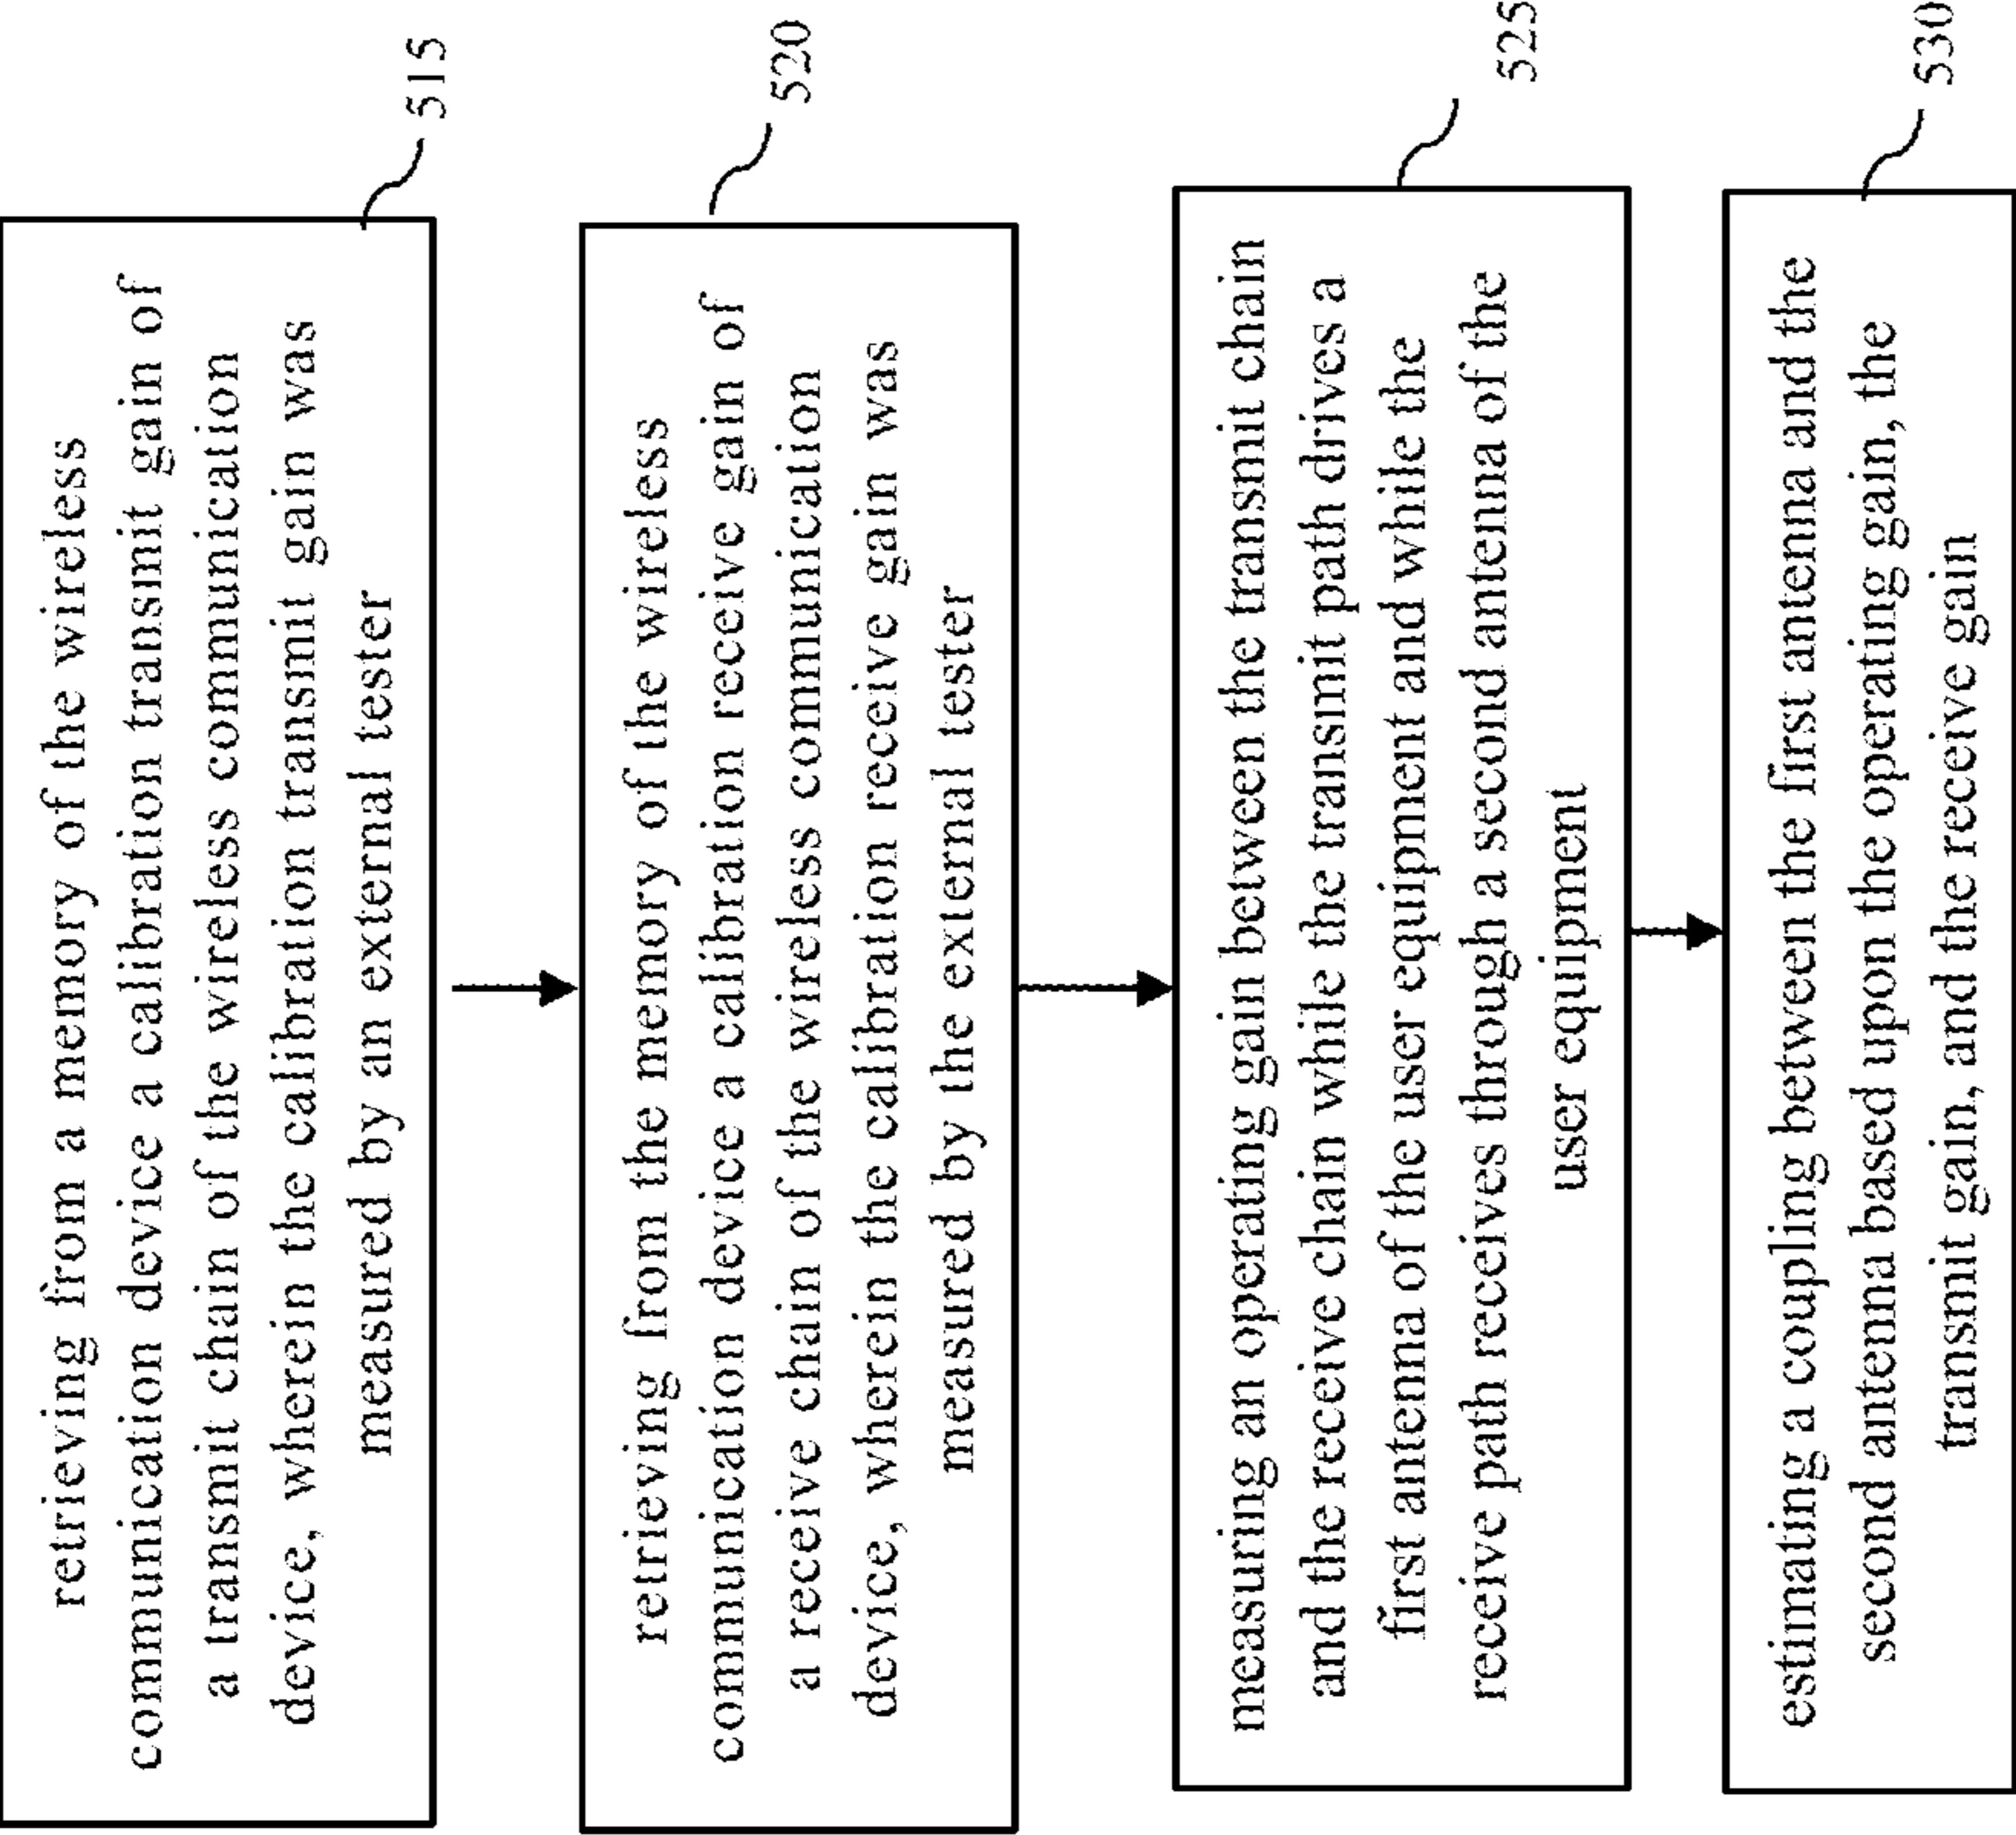 retrieving from a memory of the wireless
communication device a calibration transmit gain of
a transmit chain of the wireless communication
device, wherein the calibration transmit gain was
measured by an external tester
515
retrieving from the memory of the wireless
communication device a calibration receive gain of
a receive chain of the wireless communication
device, wherein the calibration receive gain was
measured by the external tester
520
measuring an operating gain between the transmit chain
and the receive chain while the transmit path drives a
first antenna of the user equipment and while the
receive path receives through a second antenna of the
user equipment
525
estimating a coupling between the first antenna and the
second antenna based upon the operating gain, the
transmit gain, and the receive gain
530